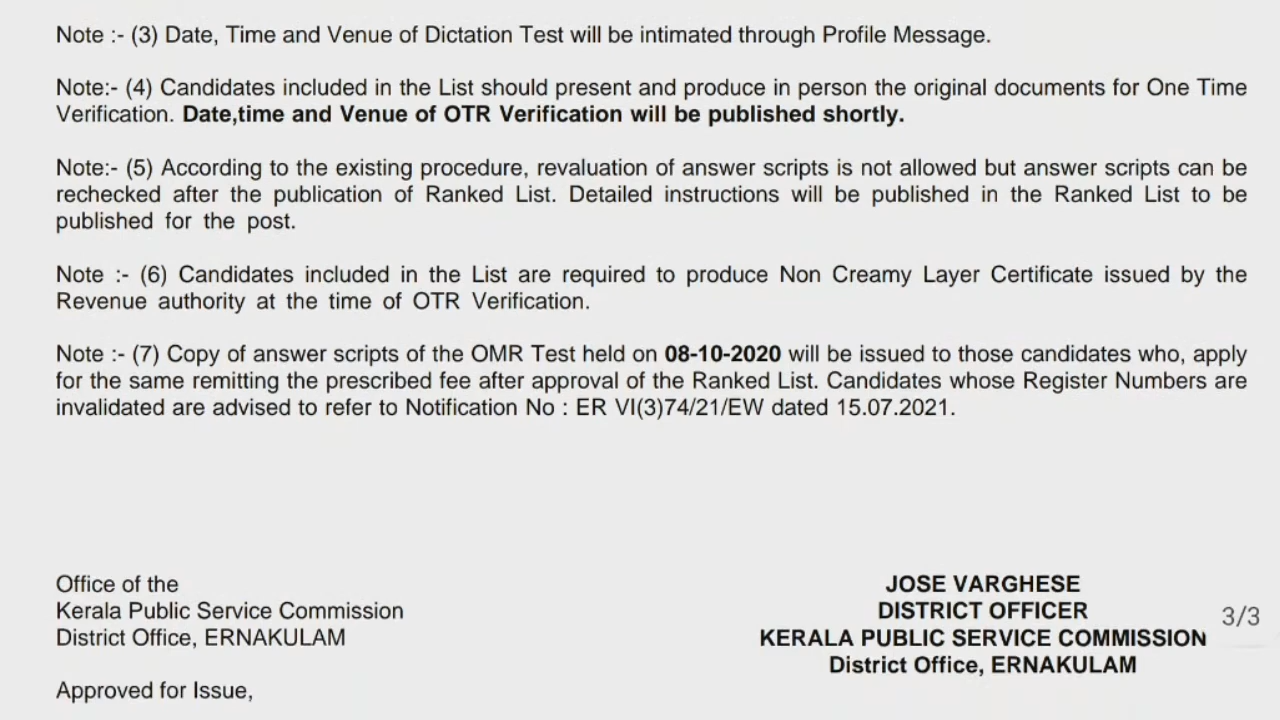 Note :- (3) Date, Time and Venue of Dictation Test will be intimated through Profile Message.
Note:- (4) Candidates included in the List should present and produce in person the original documents for One Time
Verification. Date,time and Venue of OTR Verification will be published shortly.
Note:- (5) According to the existing procedure, revaluation of answer scripts is not allowed but answer scripts can be
rechecked after the publication of Ranked List. Detailed instructions will be published in the Ranked List to be
published for the post.
Note :- (6) Candidates included in the List are required to produce Non Creamy Layer Certificate issued by the
Revenue authority at the time of OTR Verification.
Note :- (7) Copy of answer scripts of the OMR Test held on 08-10-2020 will be issued to those candidates who, apply
for the same remitting the prescribed fee after approval of the Ranked List. Candidates whose Register Numbers are
invalidated are advised to refer to Notification No : ER VI(3)74/21/EW dated 15.07.2021.
Office of the
Kerala Public Service Commission
District Office, ERNAKULAM
JOSE VARGHESE
DISTRICT OFFICER
KERALA PUBLIC SERVICE COMMISSION
District Office, ERNAKULAM
3/3
Approved for Issue,